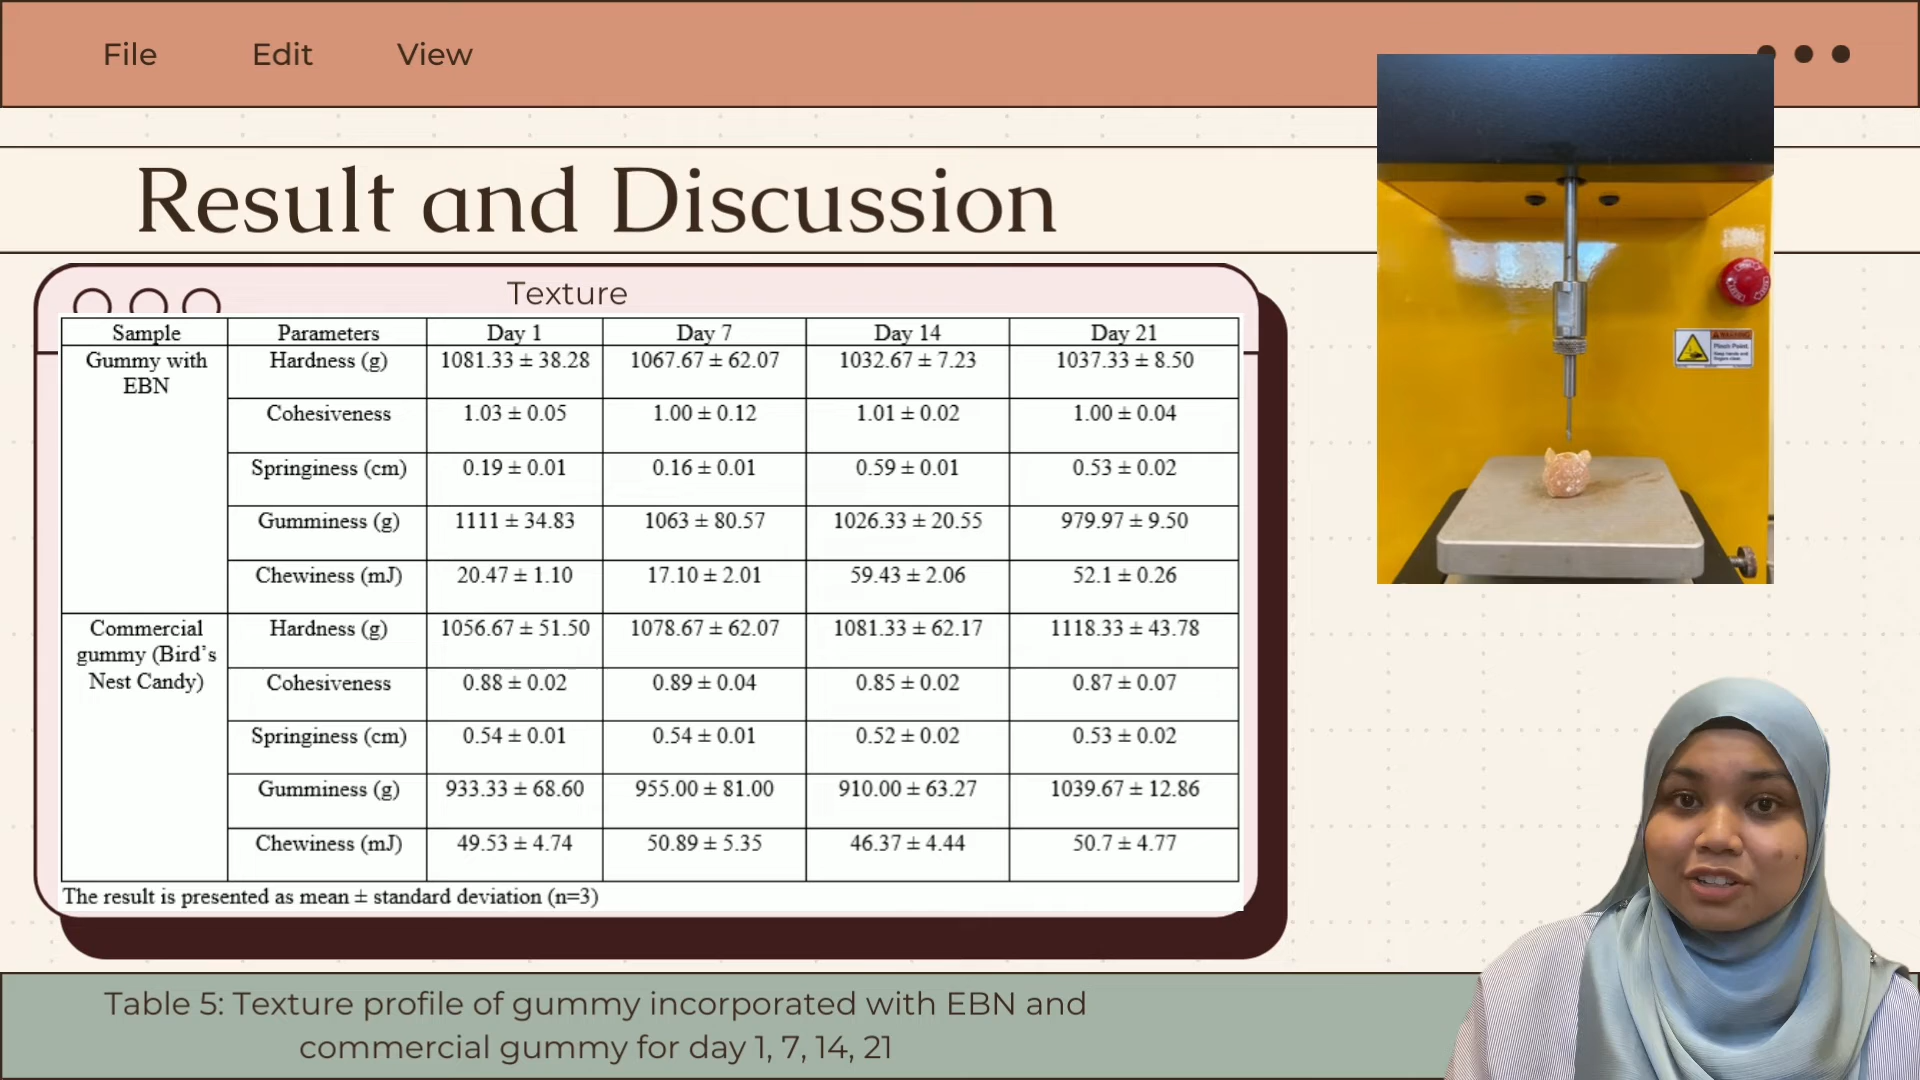 File Edit View
Result and Discussion
Texture
Sample Parameters Day 1 Day 7 Day 14 Day 21
Gummy with EBN Hardness (g) 1081.33 ± 38.28 1067.67 ± 62.07 1032.67 ± 7.23 1037.33 ± 8.50
Cohesiveness 1.03 ± 0.05 1.00 ± 0.12 1.01 ± 0.02 1.00 ± 0.04
Springiness (cm) 0.19 ± 0.01 0.16 ± 0.01 0.59 ± 0.01 0.53 ± 0.02
Gumminess (g) 1111 ± 34.83 1063 ± 80.57 1026.33 ± 20.55 979.97 ± 9.50
Chewiness (mJ) 20.47 ± 1.10 17.10 ± 2.01 59.43 ± 2.06 52.1 ± 0.26
Commercial gummy (Bird's Nest Candy) Hardness (g) 1056.67 ± 51.50 1078.67 ± 62.07 1081.33 ± 62.17 1118.33 ± 43.78
Cohesiveness 0.88 ± 0.02 0.89 ± 0.04 0.85 ± 0.02 0.87 ± 0.07
Springiness (cm) 0.54 ± 0.01 0.54 ± 0.01 0.52 ± 0.02 0.53 ± 0.02
Gumminess (g) 933.33 ± 68.60 955.00 ± 81.00 910.00 ± 63.27 1039.67 ± 12.86
Chewiness (mJ) 49.53 ± 4.74 50.89 ± 5.35 46.37 ± 4.44 50.7 ± 4.77
The result is presented as mean ± standard deviation (n=3)
Table 5: Texture profile of gummy incorporated with EBN and
commercial gummy for day 1, 7, 14, 21